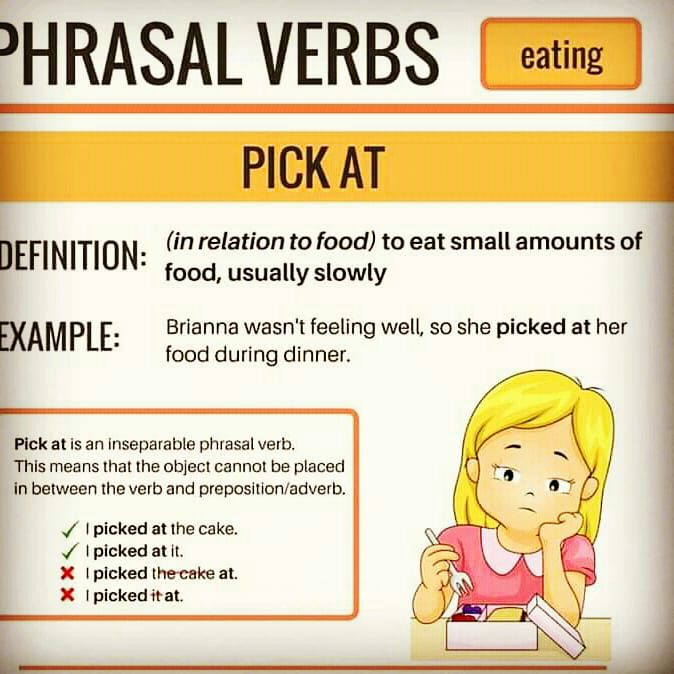 PHRASAL VERBS
eating
PICK AT
DEFINITION:
(in relation to food) to eat small amounts of
food, usually slowly
EXAMPLE:
Brianna wasn't feeling well, so she picked at her
food during dinner.
Pick at is an inseparable phrasal verb.
This means that the object cannot be placed
in between the verb and preposition/adverb.
✓ I picked at the cake.
✓ I picked at it.
✗ I picked the cake at.
✗ I picked it at.